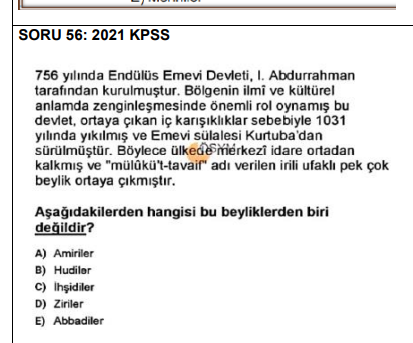 SORU 56: 2021 KPSS
756 yılında Endülüs Emevi Devleti, I. Abdurrahman
tarafından kurulmuştur. Bölgenin ilmî ve kültürel
anlamda zenginleşmesinde önemli rol oynamış bu
devlet, ortaya çıkan iç karışıklıklar sebebiyle 1031
yılında yıkılmış ve Emevi sülalesi Kurtuba'dan
sürülmüştür. Böylece ülkede merkezî idare ortadan
kalkmış ve "mülûkü't-tavaif" adı verilen irili ufaklı pek çok
beylik ortaya çıkmıştır.
Aşağıdakilerden hangisi bu beyliklerden biri
değildir?
A) Amiriler
B) Hudiler
C) İhşidiler
D) Ziriler
E) Abbadiler